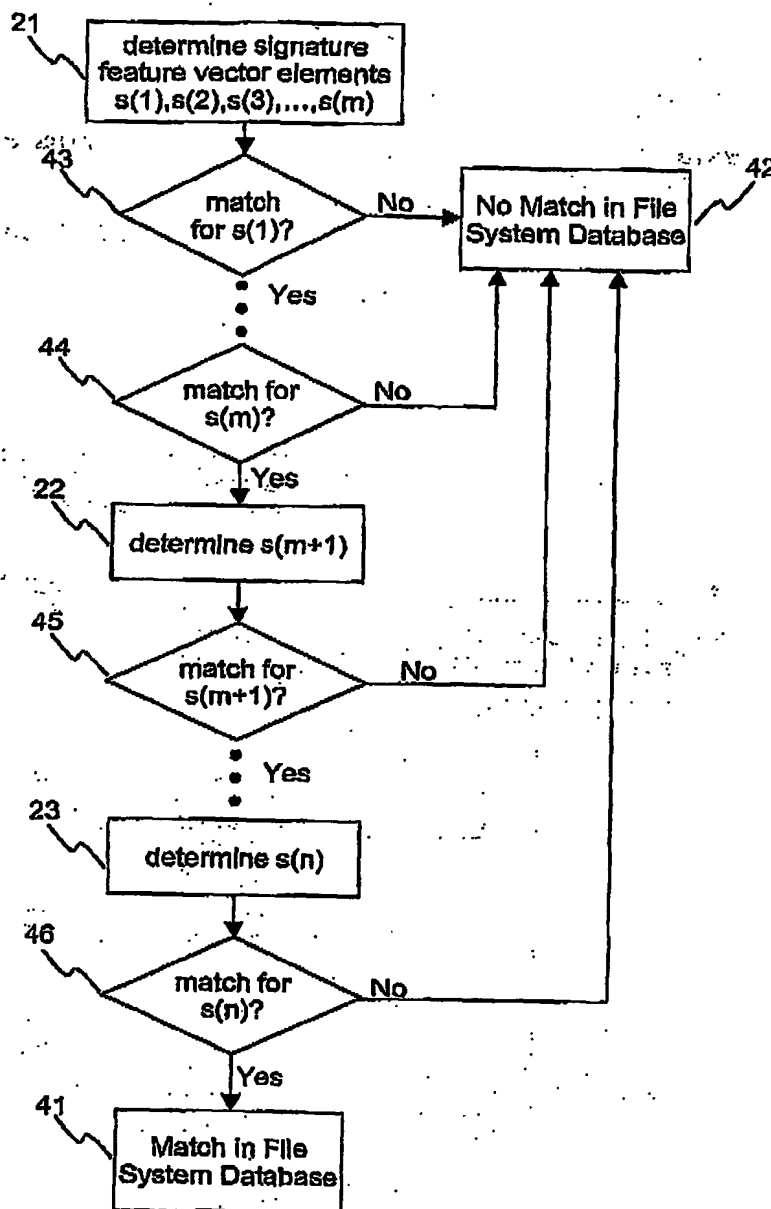 21
determine signature
feature vector elements
s(1),s(2),s(3),....,s(m)
43
match
for s(1)?
No
No Match in File
System Database
42
Yes
44
match for
s(m)?
No
Yes
22
determine s(m+1)
45
match for
s(m+1)?
No
Yes
23
determine s(n)
46
match for
s(n)?
No
Yes
41
Match in File
System Database